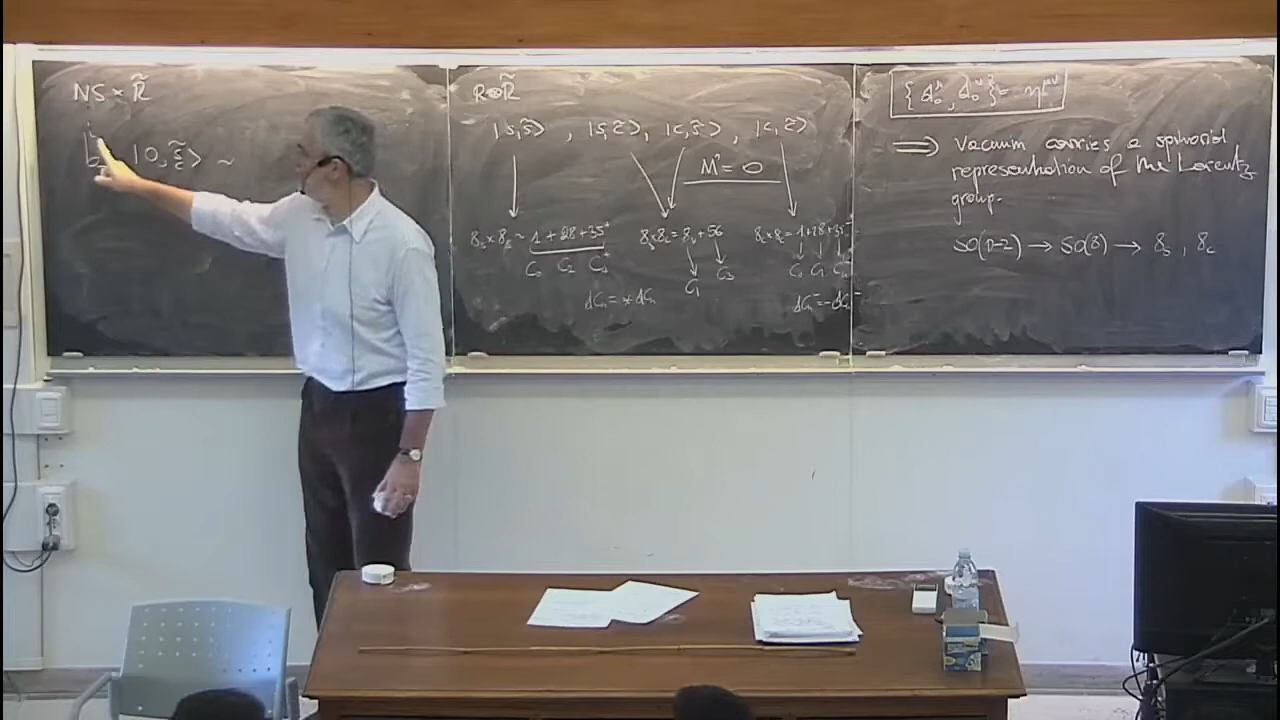 NS × R̃
|0, ξ̃⟩ ~
R⊗R̃
|s,s̃⟩ , |s,c̃⟩, |c,s̃⟩ , |c,c̃⟩
M² = 0
8ₛ×8ₛ ~ 1 + 28 + 35⁺
C₀ C₂ C₄⁺
dC₄ = * dC₄
8ₛ×8c = 8ᵥ + 56
C₁ C₃
8c × 8c = 1+28+35⁻
C₀ C₂ C₄⁻
dC₄⁻ = - dC₄⁻
{d₀^μ, d₀^ν} = η^μν
⟹ Vacuum carries a spinorial
representation of the Lorentz
group.
SO(D-2) → SO(8) → 8ₛ , 8c